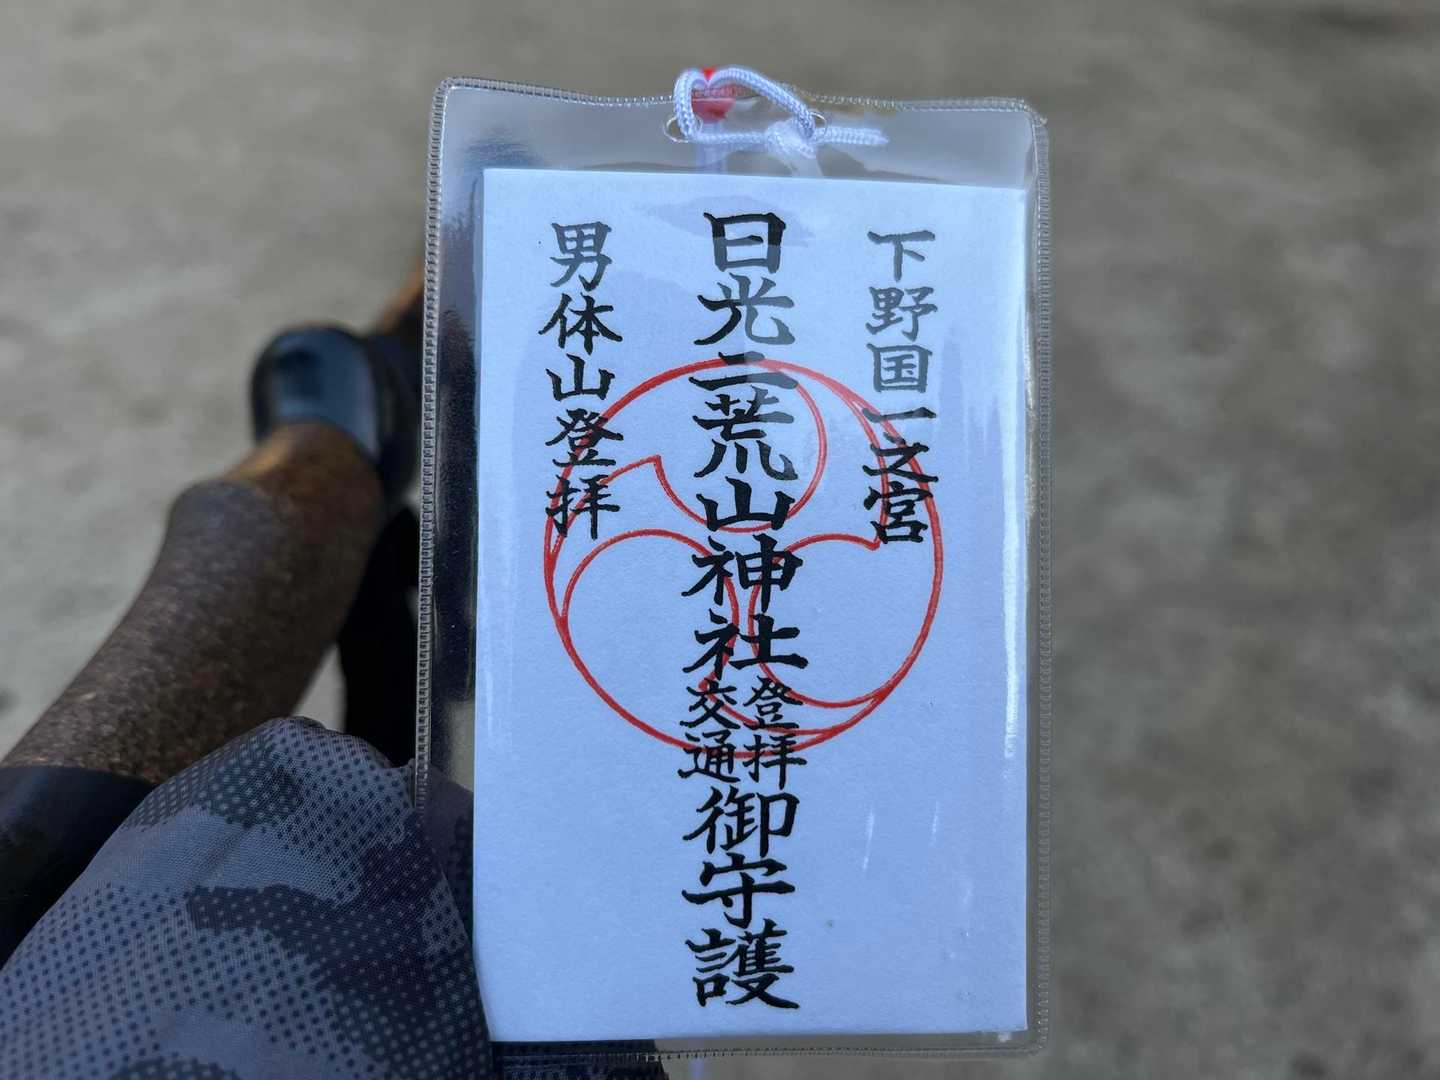 下野国一之宮
日光二荒山神社
登拝
交通
御守護
男体山登拝